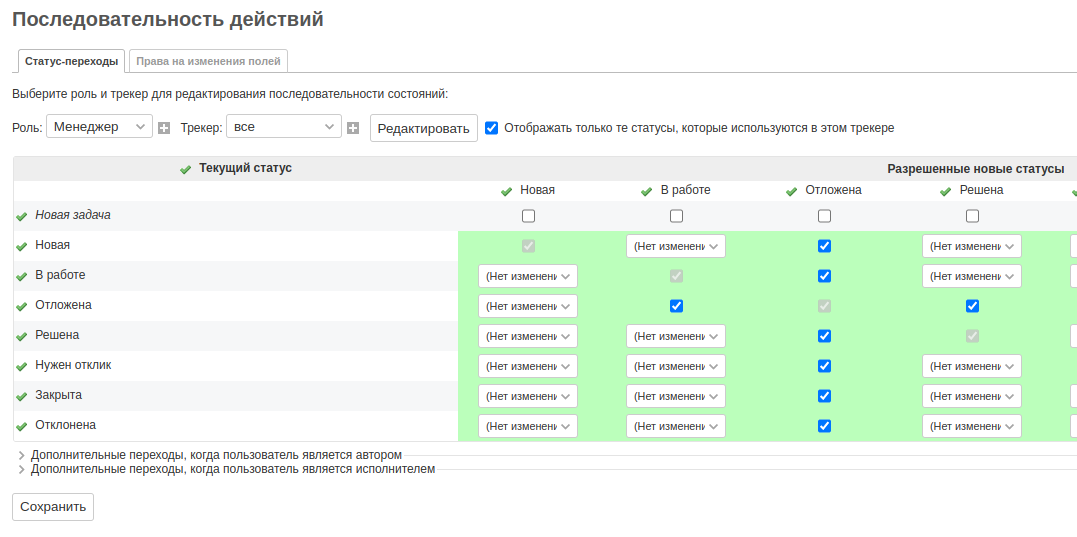 Последовательность действий
Статус-переходы Права на изменения полей
Выберите роль и трекер для редактирования последовательности состояний:
Роль: Менеджер Трекер: все Редактировать Отображать только те статусы, которые используются в этом трекере
Текущий статус Разрешенные новые статусы
Новая В работе Отложена Решена
Новая задача
Новая (Нет изменени (Нет изменени
В работе (Нет изменени (Нет изменени
Отложена (Нет изменени
Решена (Нет изменени (Нет изменени
Нужен отклик (Нет изменени (Нет изменени (Нет изменени
Закрыта (Нет изменени (Нет изменени (Нет изменени
Отклонена (Нет изменени (Нет изменени (Нет изменени
Дополнительные переходы, когда пользователь является автором
Дополнительные переходы, когда пользователь является исполнителем
Сохранить